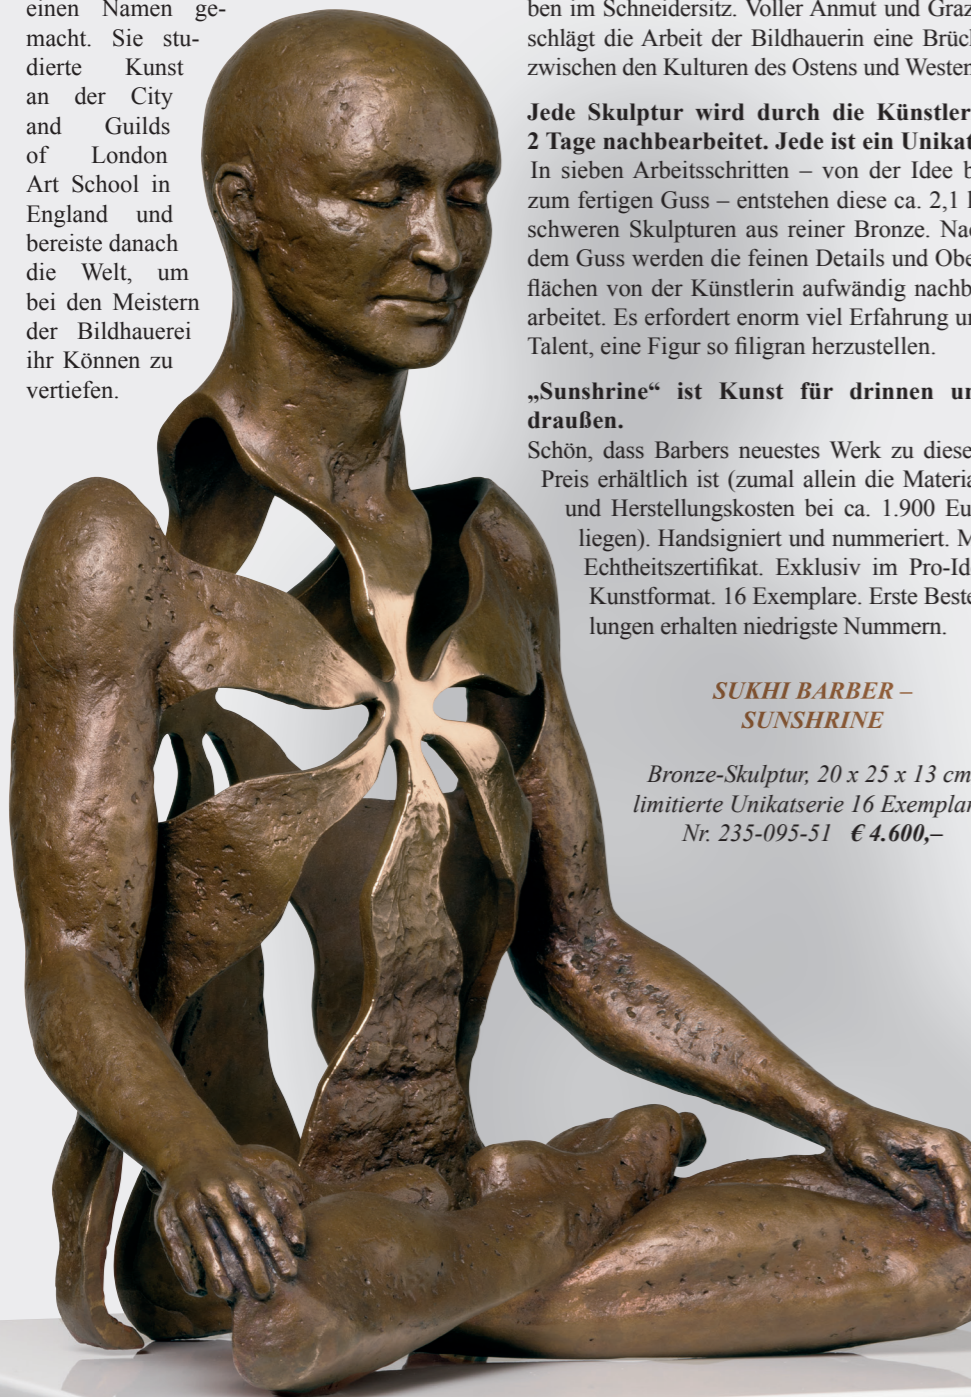 einen Namen ge-
macht. Sie stu-
dierte Kunst
an der City
and Guilds
of London
Art School in
England und
bereiste danach
die Welt, um
bei den Meistern
der Bildhauerei
ihr Können zu
vertiefen.
ben im Schneidersitz. Voller Anmut und
schlägt die Arbeit der Bildhauerin eine
zwischen den Kulturen des Ostens und
Jede Skulptur wird durch die
2 Tage nachbearbeitet. Jede ist ein Unikat
In sieben Arbeitsschritten – von der Idee
zum fertigen Guss – entstehen diese ca. 2,1
schweren Skulpturen aus reiner Bronze.
dem Guss werden die feinen Details und
flächen von der Künstlerin aufwändig
arbeitet. Es erfordert enorm viel Erfahrung
Talent, eine Figur so filigran herzustellen.
„Sunshrine“ ist Kunst für drinnen
draußen.
Schön, dass Barbers neuestes Werk zu
Preis erhältlich ist (zumal allein die
und Herstellungskosten bei ca. 1.900
liegen). Handsigniert und nummeriert.
Echtheitszertifikat. Exklusiv im
Kunstformat. 16 Exemplare. Erste
lungen erhalten niedrigste Nummern.
SUKHI BARBER –
SUNSHRINE
Bronze-Skulptur, 20 x 25 x 13 cm
limitierte Unikatserie 16
Nr. 235-095-51 € 4.600,–